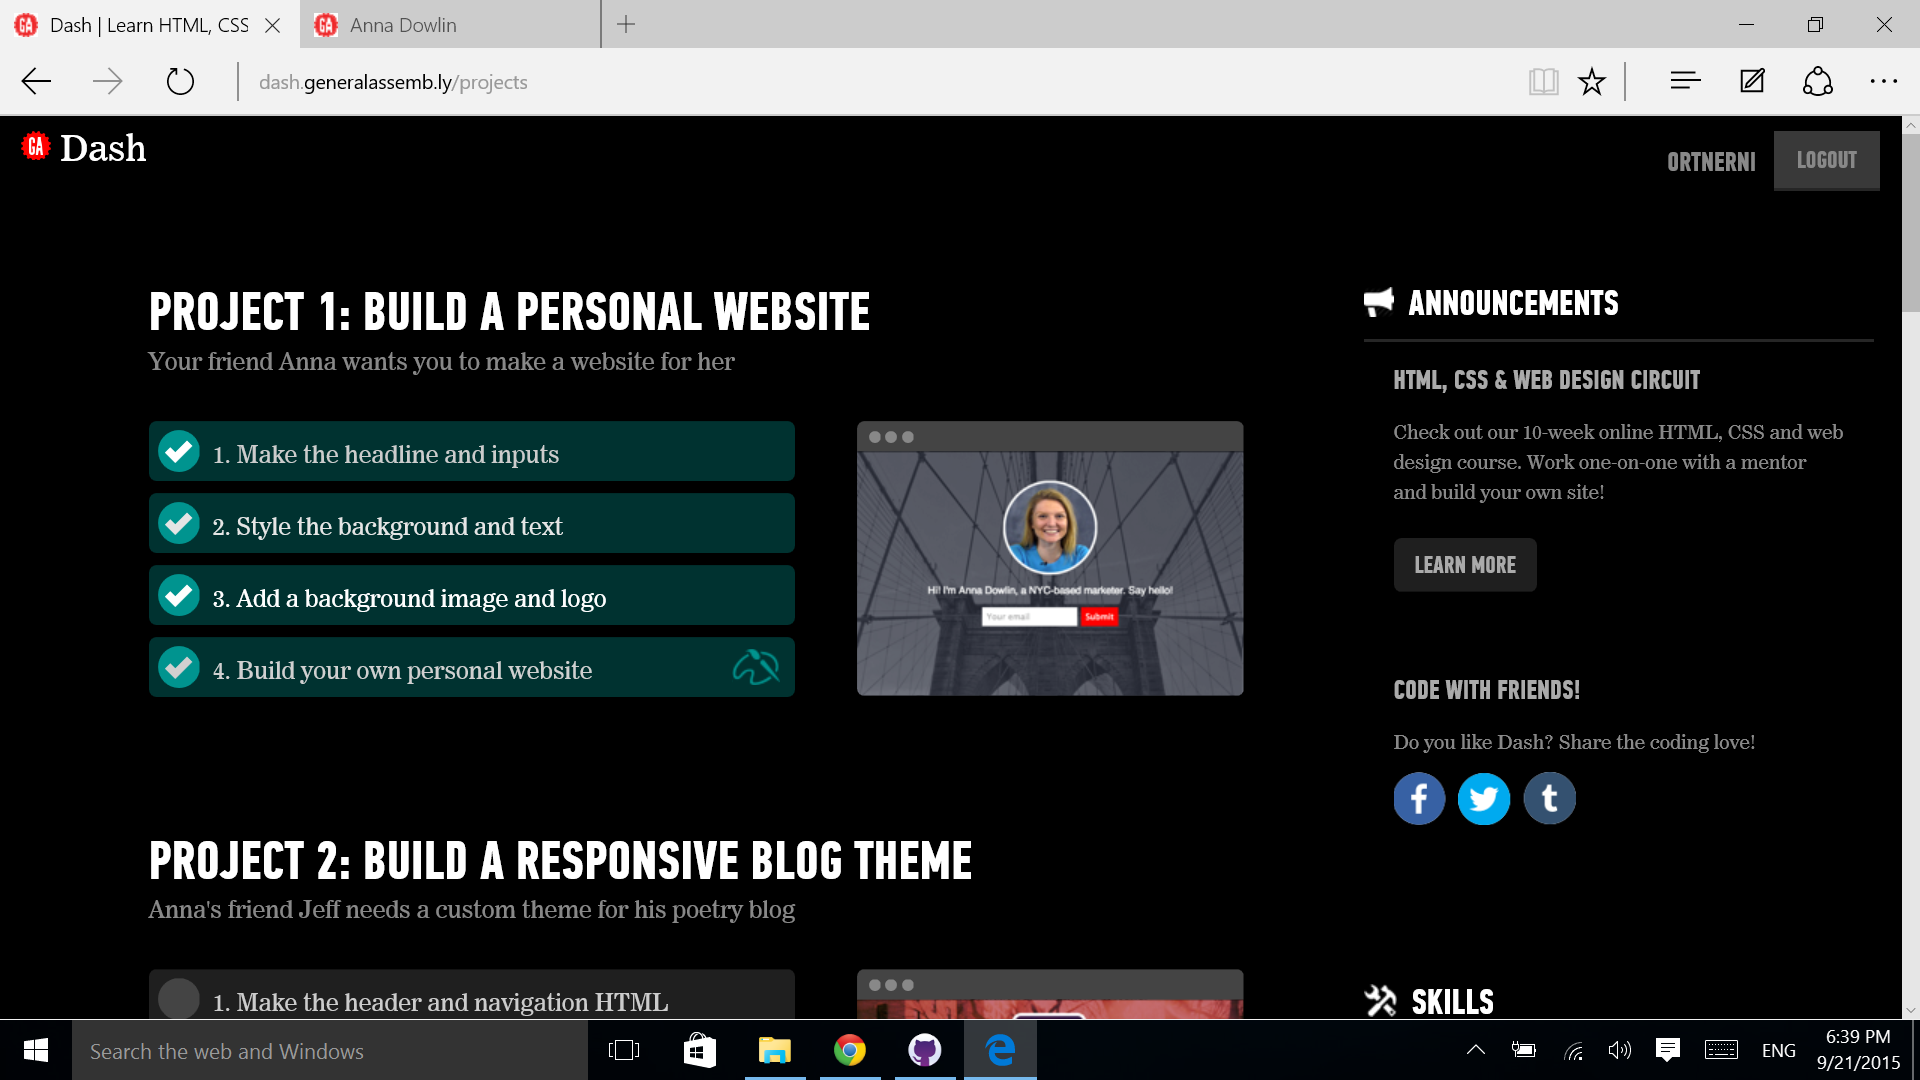 Dash | Learn HTML, CSS
Anna Dowlin
dash.generalassemb.ly/projects
GA Dash
ORTNERNI
LOGOUT
PROJECT 1: BUILD A PERSONAL WEBSITE
Your friend Anna wants you to make a website for her
1. Make the headline and inputs
2. Style the background and text
3. Add a background image and logo
4. Build your own personal website
Hi! I'm Anna Dowlin, a NYC-based marketer. Say hello!
Your email
Submit
ANNOUNCEMENTS
HTML, CSS & WEB DESIGN CIRCUIT
Check out our 10-week online HTML, CSS and web
design course. Work one-on-one with a mentor
and build your own site!
LEARN MORE
CODE WITH FRIENDS!
Do you like Dash? Share the coding love!
PROJECT 2: BUILD A RESPONSIVE BLOG THEME
Anna's friend Jeff needs a custom theme for his poetry blog
1. Make the header and navigation HTML
SKILLS
Search the web and Windows
ENG
6:39 PM
9/21/2015